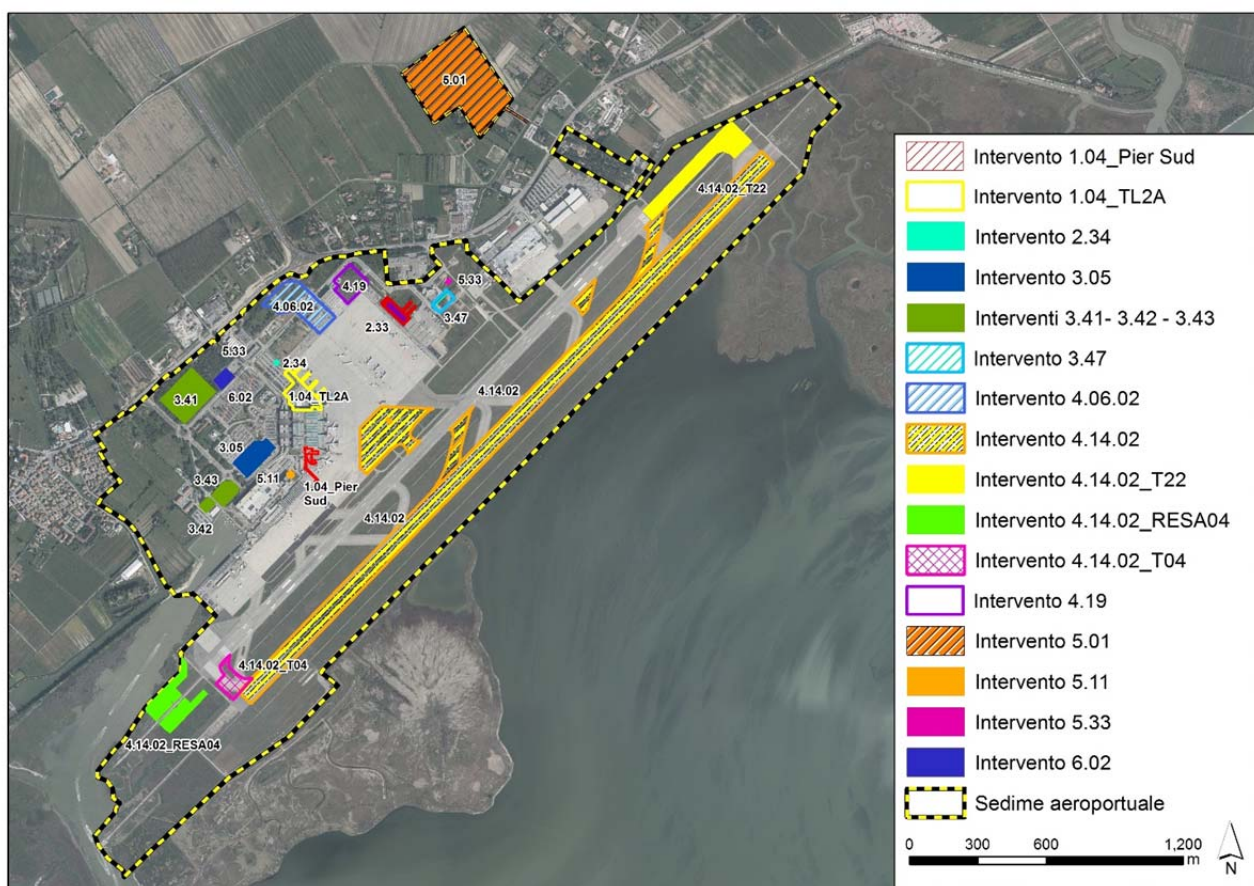 5.01
4.14.02_T22
4.19
5.33
4.06.02
2.33
3.47
5.33
2.34
4.14.02
3.41
6.02
1.04_TL2A
3.05
3.43
5.11
1.04_Pier
Sud
4.14.02
3.42
4.14.02_T04
4.14.02_RESA04
Intervento 1.04_Pier Sud
Intervento 1.04_TL2A
Intervento 2.34
Intervento 3.05
Interventi 3.41- 3.42 - 3.43
Intervento 3.47
Intervento 4.06.02
Intervento 4.14.02
Intervento 4.14.02_T22
Intervento 4.14.02_RESA04
Intervento 4.14.02_T04
Intervento 4.19
Intervento 5.01
Intervento 5.11
Intervento 5.33
Intervento 6.02
Sedime aeroportuale
0 300 600 1,200
m
N